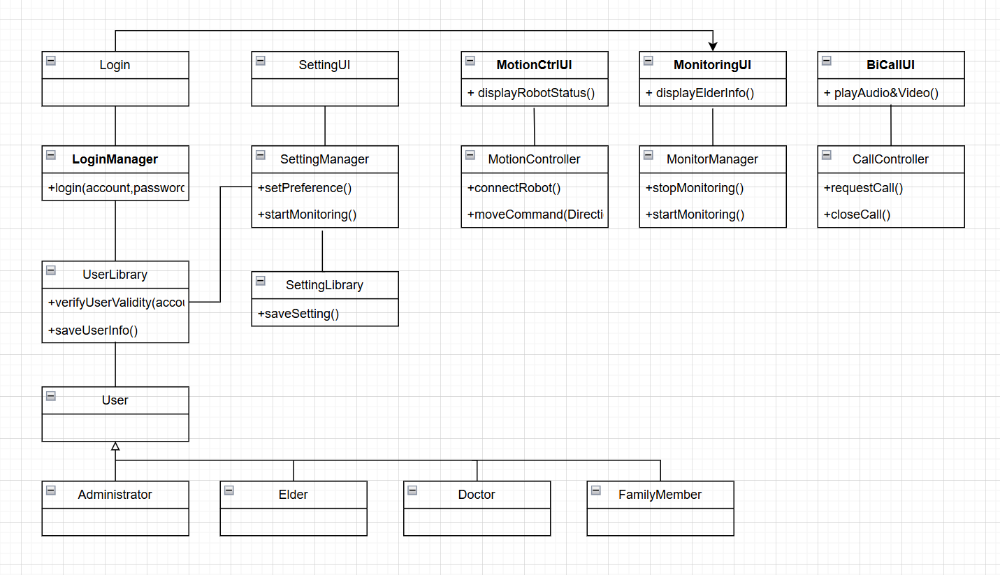 Login
SettingUI
MotionCtrlUI
+ displayRobotStatus()
MonitoringUI
+ displayElderInfo()
BiCallUI
+ playAudio&Video()
LoginManager
+login(account,password
SettingManager
+setPreference()
+startMonitoring()
MotionController
+connectRobot()
+moveCommand(Directi
MonitorManager
+stopMonitoring()
+startMonitoring()
CallController
+requestCall()
+closeCall()
UserLibrary
+verifyUserValidity(accou
+saveUserInfo()
SettingLibrary
+saveSetting()
User
Administrator
Elder
Doctor
FamilyMember